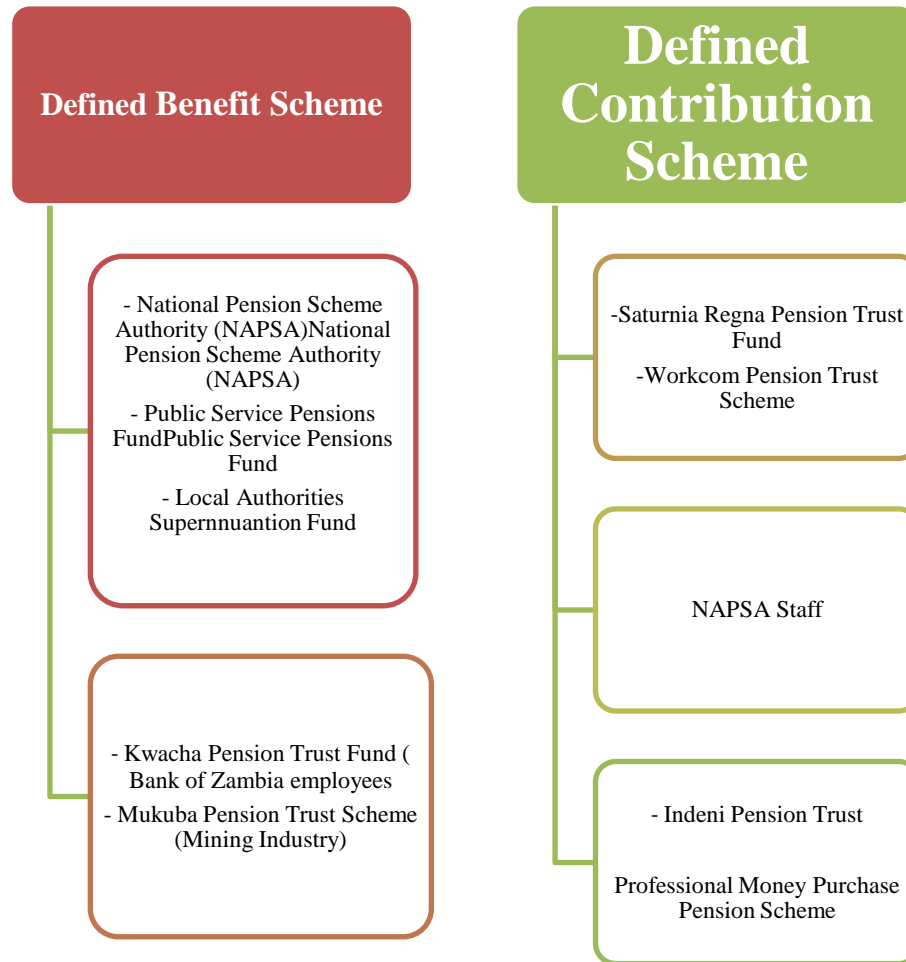 Defined Benefit Scheme
- National Pension Scheme
Authority (NAPSA)National
Pension Scheme Authority
(NAPSA)
- Public Service Pensions
FundPublic Service Pensions
Fund
- Local Authorities
Supernnuantion Fund
- Kwacha Pension Trust Fund (
Bank of Zambia employees
- Mukuba Pension Trust Scheme
(Mining Industry)
Defined
Contribution
Scheme
-Saturnia Regna Pension Trust
Fund
-Workcom Pension Trust
Scheme
NAPSA Staff
- Indeni Pension Trust
Professional Money Purchase
Pension Scheme